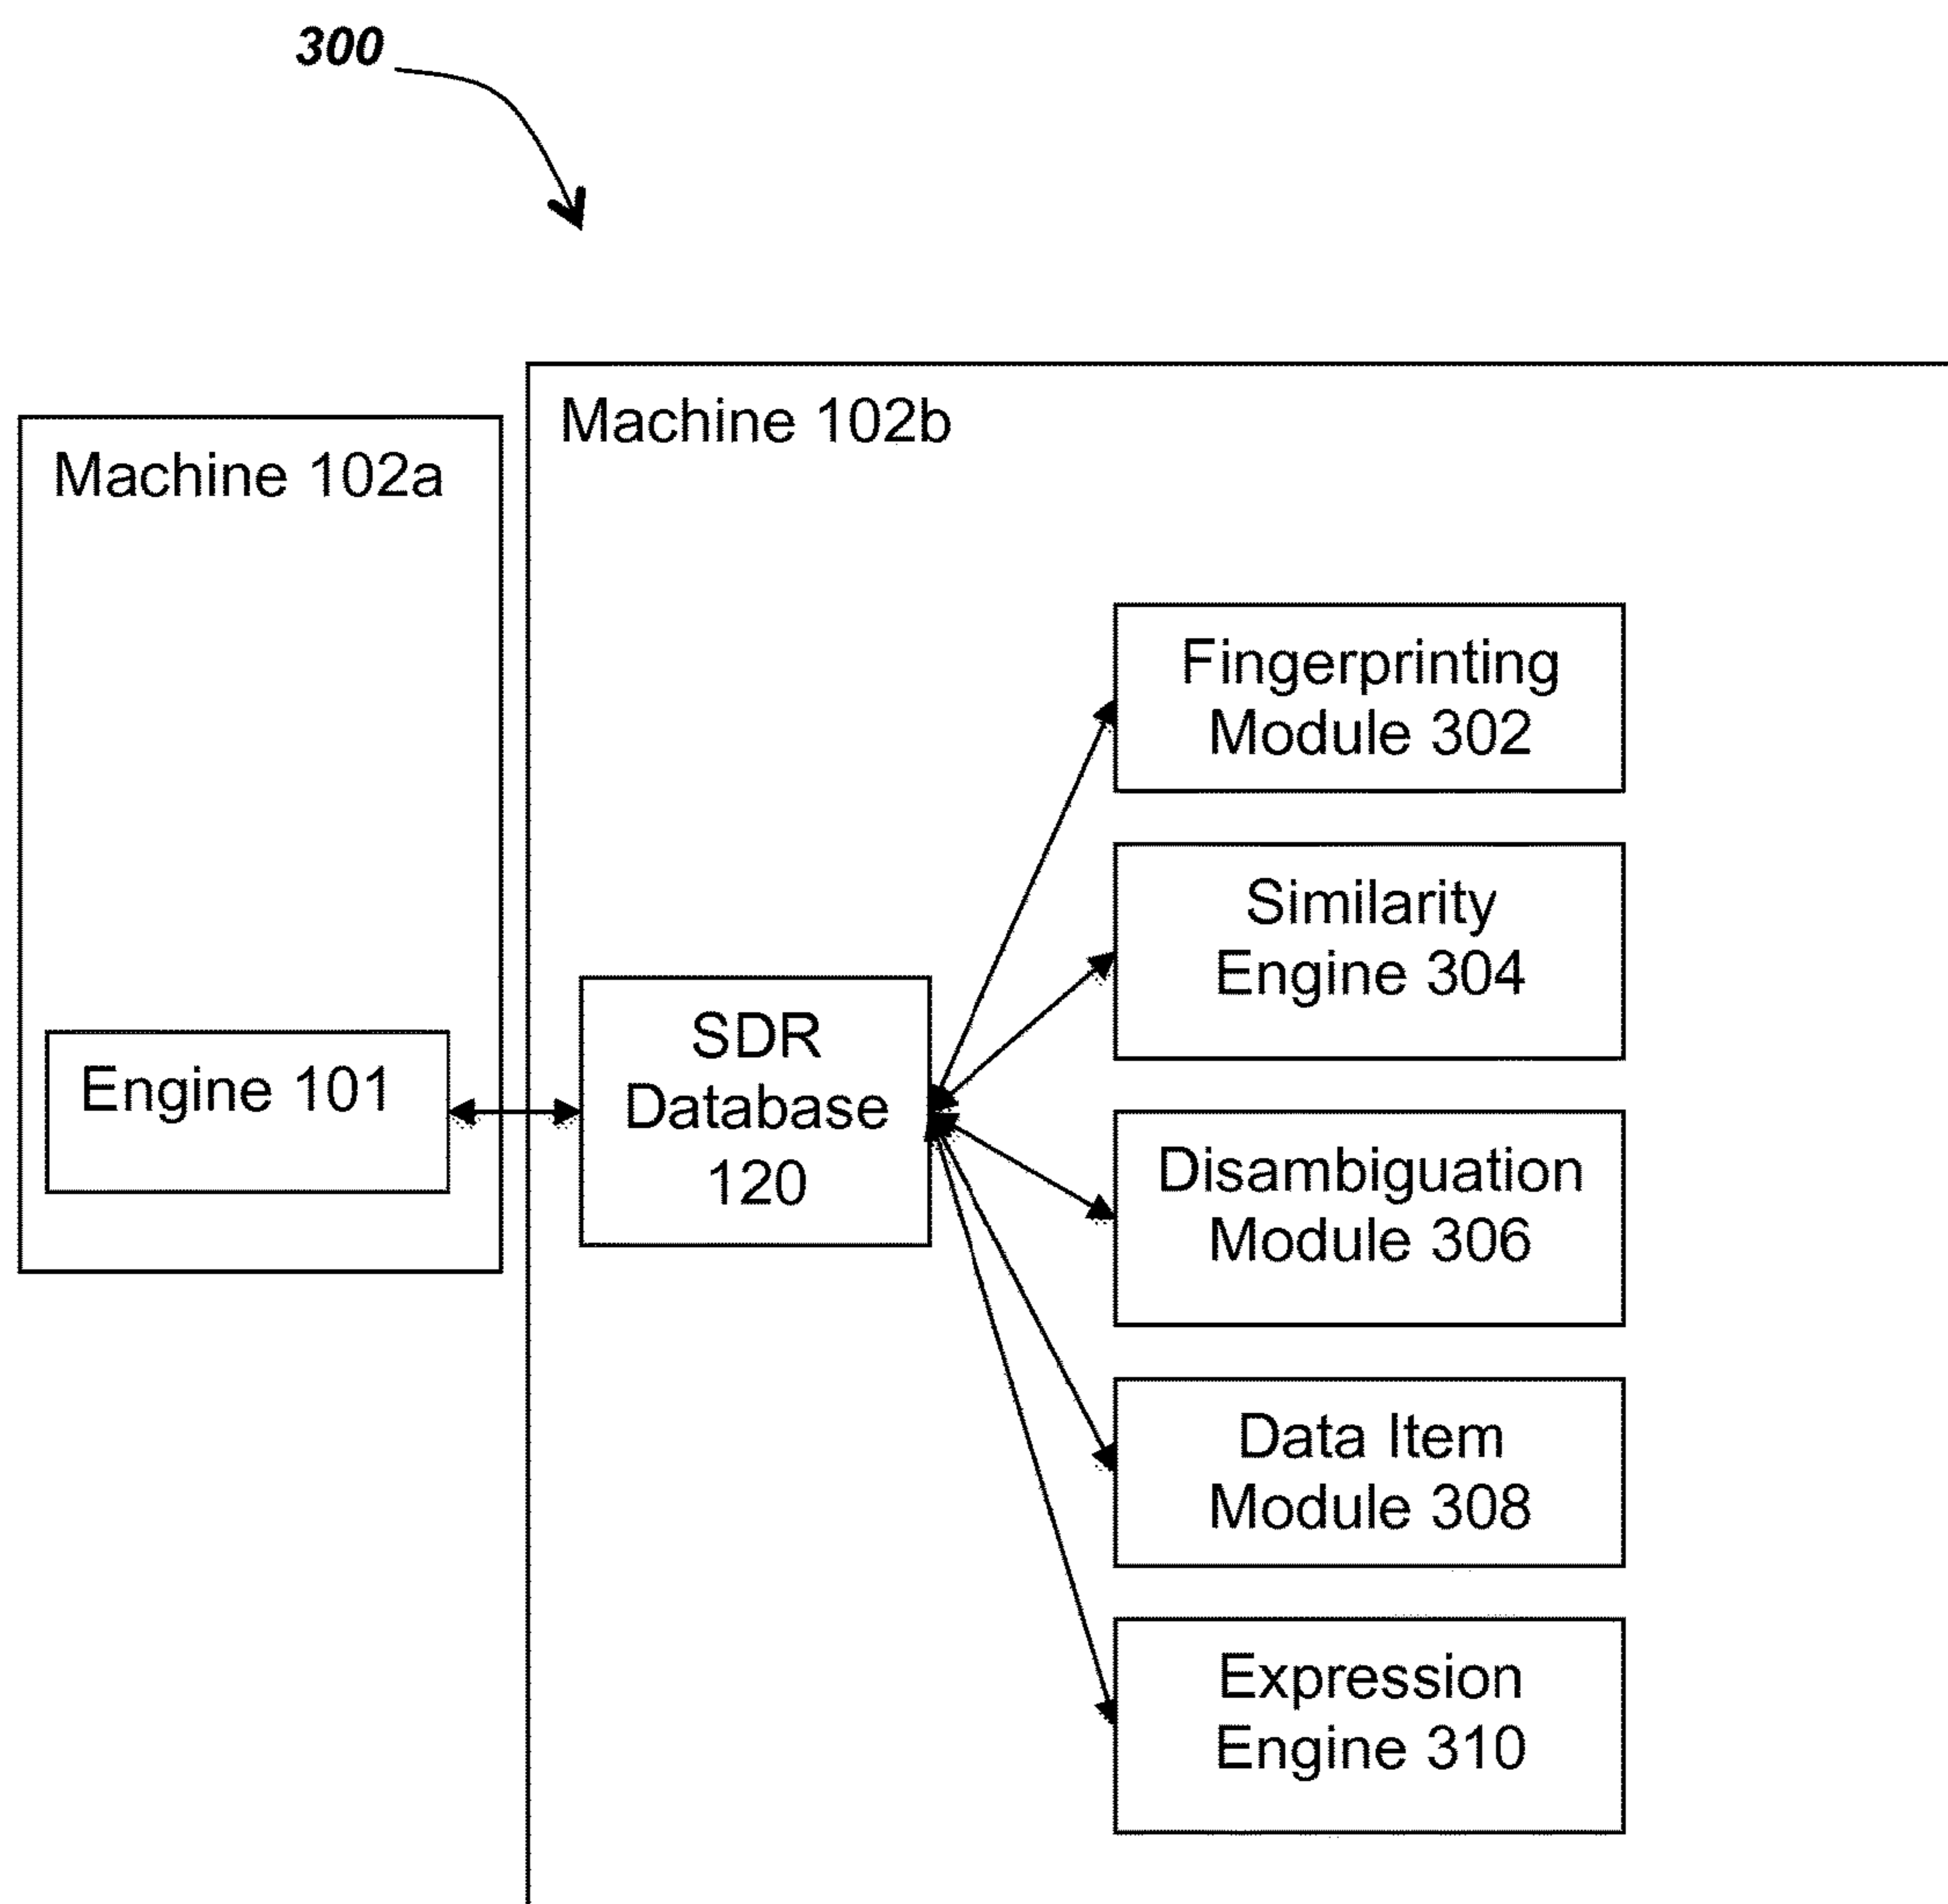 300
Machine 102a
Machine 102b
Fingerprinting
Module 302
Similarity
Engine 304
SDR
Database
120
Engine 101
Disambiguation
Module 306
Data Item
Module 308
Expression
Engine 310